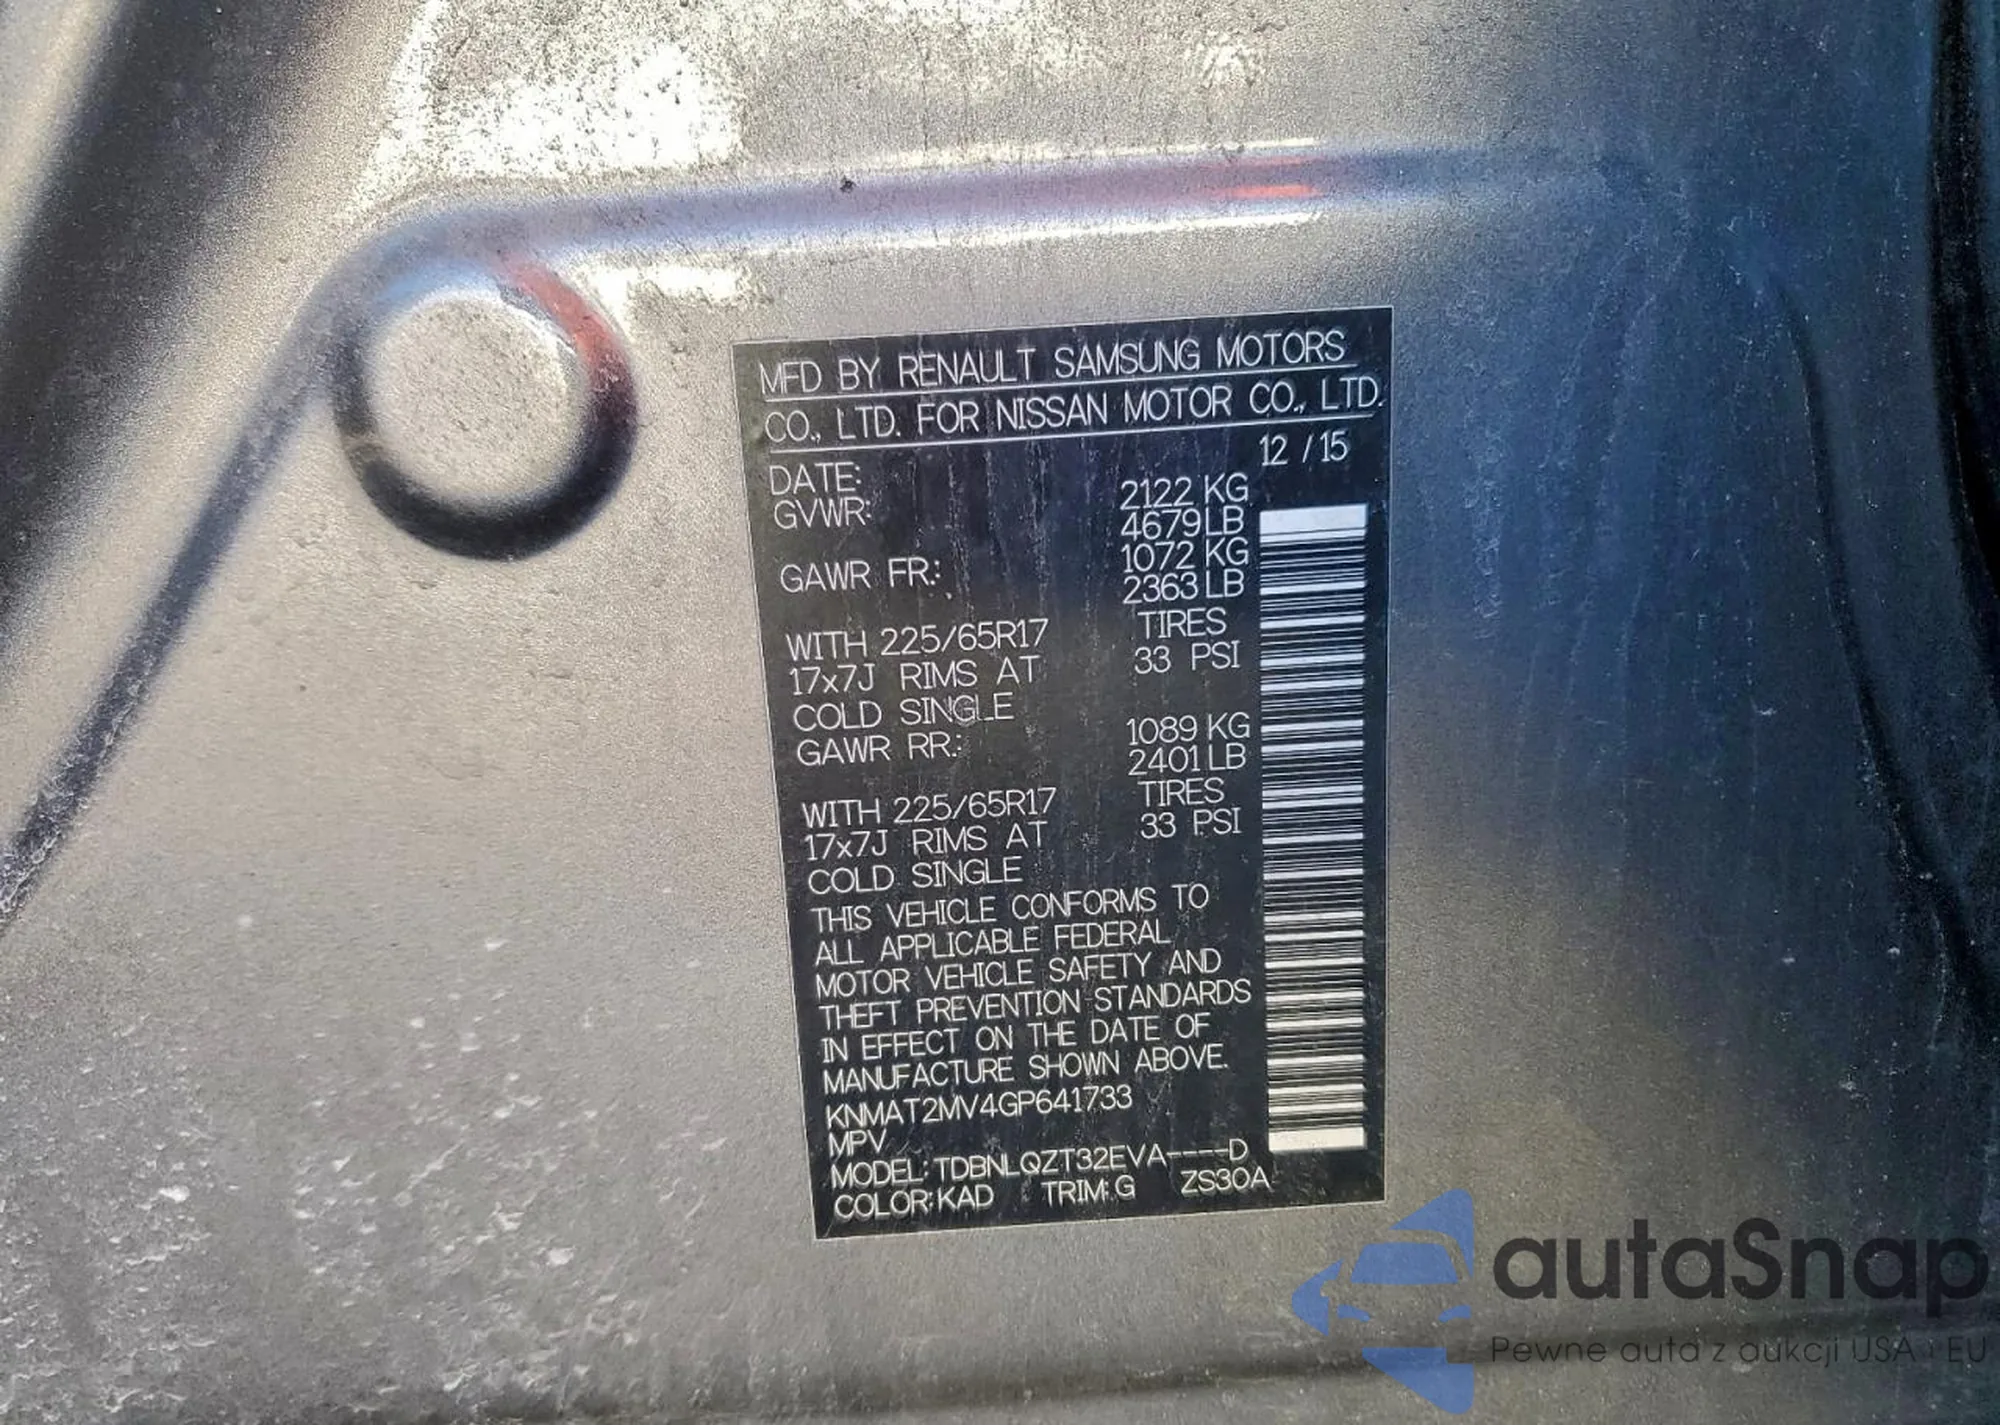 MFD BY RENAULT SAMSUNG MOTORS
CO., LTD. FOR NISSAN MOTOR CO., LTD.
DATE: 12 / 15
GVWR: 2122 KG
4679 LB
GAWR FR.: 1072 KG
2363 LB
WITH 225/65R17 TIRES
17x7J RIMS AT 33 PSI
COLD SINGLE
GAWR RR.: 1089 KG
2401 LB
WITH 225/65R17 TIRES
17x7J RIMS AT 33 PSI
COLD SINGLE
THIS VEHICLE CONFORMS TO
ALL APPLICABLE FEDERAL
MOTOR VEHICLE SAFETY AND
THEFT PREVENTION STANDARDS
IN EFFECT ON THE DATE OF
MANUFACTURE SHOWN ABOVE.
KNMAT2MV4GP641733
MPV
MODEL: TDBNLQZT32EVA----D
COLOR: KAD TRIM: G ZS30A
autaSnap
Pewne auta z aukcji USA i EU